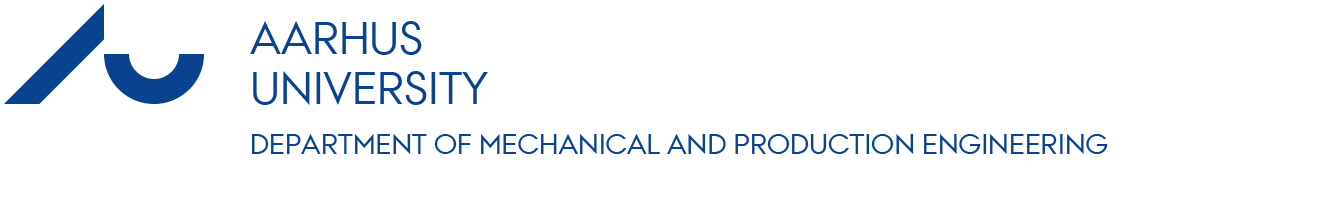 AARHUS
UNIVERSITY
DEPARTMENT OF MECHANICAL AND PRODUCTION ENGINEERING